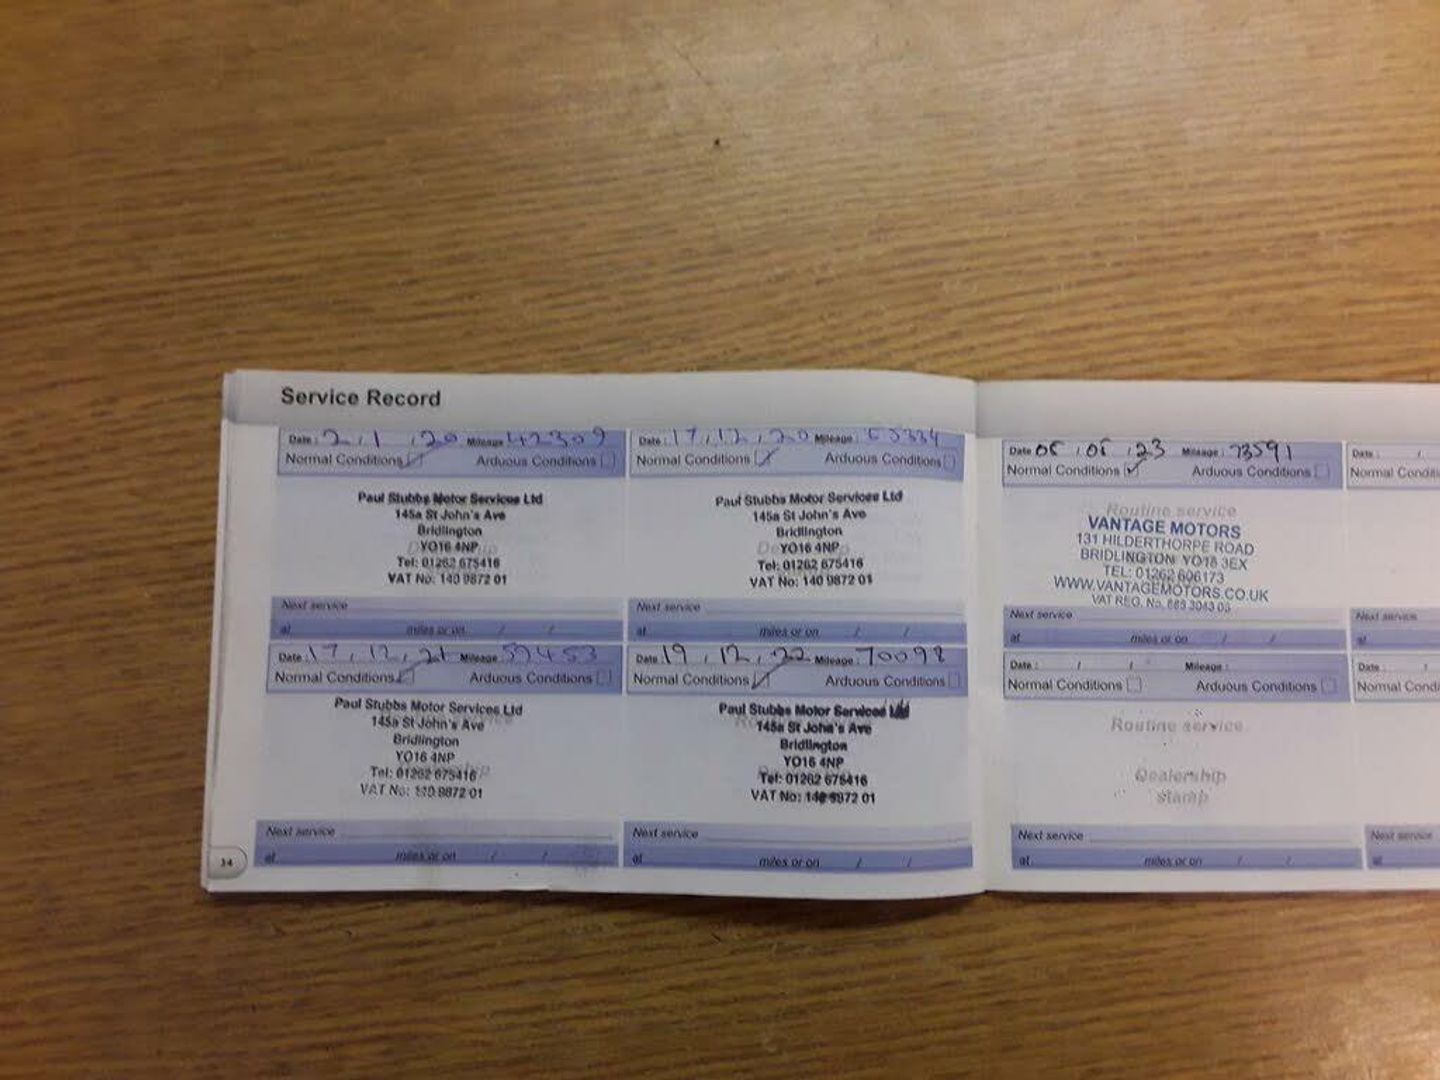 Service Record
Date : 2 , 1 , 20 Mileage 42309
Normal Conditions Arduous Conditions
Paul Stubbs Motor Services Ltd
145a St John's Ave
Bridlington
YO16 4NP
Tel: 01262 675416
VAT No: 140 9872 01
Next service
at miles or on / /
Date : 17 , 12 , 20 Mileage :
Normal Conditions Arduous Conditions
Paul Stubbs Motor Services Ltd
145a St John's Ave
Bridlington
YO16 4NP
Tel: 01262 675416
VAT No: 140 9872 01
Next service
at miles or on / /
Date : 17 , 12 , 21 Mileage 59453
Normal Conditions Arduous Conditions
Paul Stubbs Motor Services Ltd
145a St John's Ave
Bridlington
YO16 4NP
Tel: 01262 675416
VAT No: 140 9872 01
Next service
at miles or on / /
Date : 19 , 12 , 22 Mileage : 70098
Normal Conditions Arduous Conditions
Paul Stubbs Motor Services Ltd
145a St John's Ave
Bridlington
YO16 4NP
Tel: 01262 675416
VAT No: 140 9872 01
Next service
at miles or on / /
34
Date 23 Mileage : 73591
Normal Conditions Arduous Conditions
Routine service
VANTAGE MOTORS
131 HILDERTHORPE ROAD
BRIDLINGTON YO15 3EX
TEL: 01262 606173
WWW.VANTAGEMOTORS.CO.UK
VAT REG. No.
Next service
at miles or on / /
Date : / / Mileage :
Normal Conditions Arduous Conditions
Routine service
Dealership
stamp
Next service
at miles or on / /
Date : /
Normal
Next service
at
Date : /
Normal
Next service
at